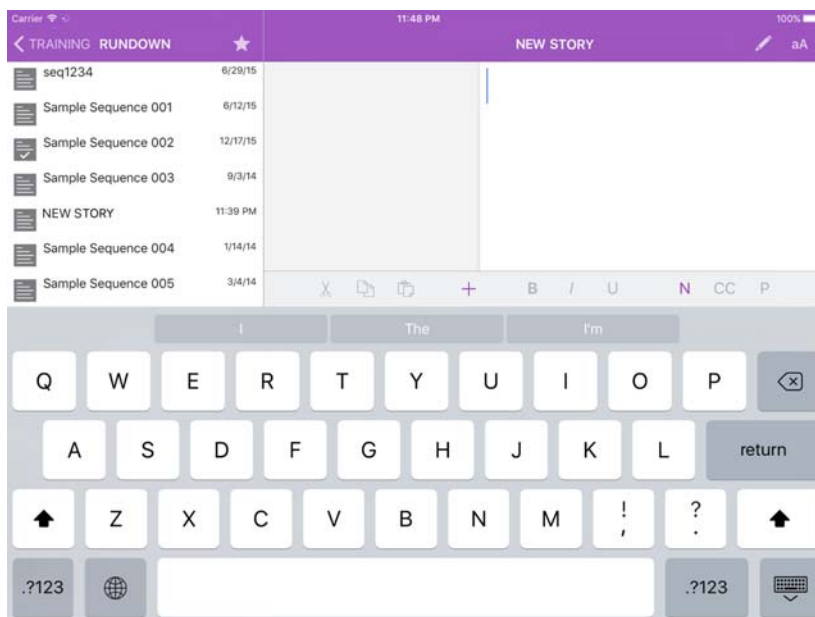 Carrier 11:48 PM 100%
TRAINING RUNDOWN NEW STORY aA
seq1234 6/29/15
Sample Sequence 001 6/12/15
Sample Sequence 002 12/17/15
Sample Sequence 003 9/3/14
NEW STORY 11:39 PM
Sample Sequence 004 1/14/14
Sample Sequence 005 3/4/14
+ B I U N CC P
I The I'm
Q W E R T Y U I O P
A S D F G H J K L return
Z X C V B N M ! , ? .
.?123 .?123